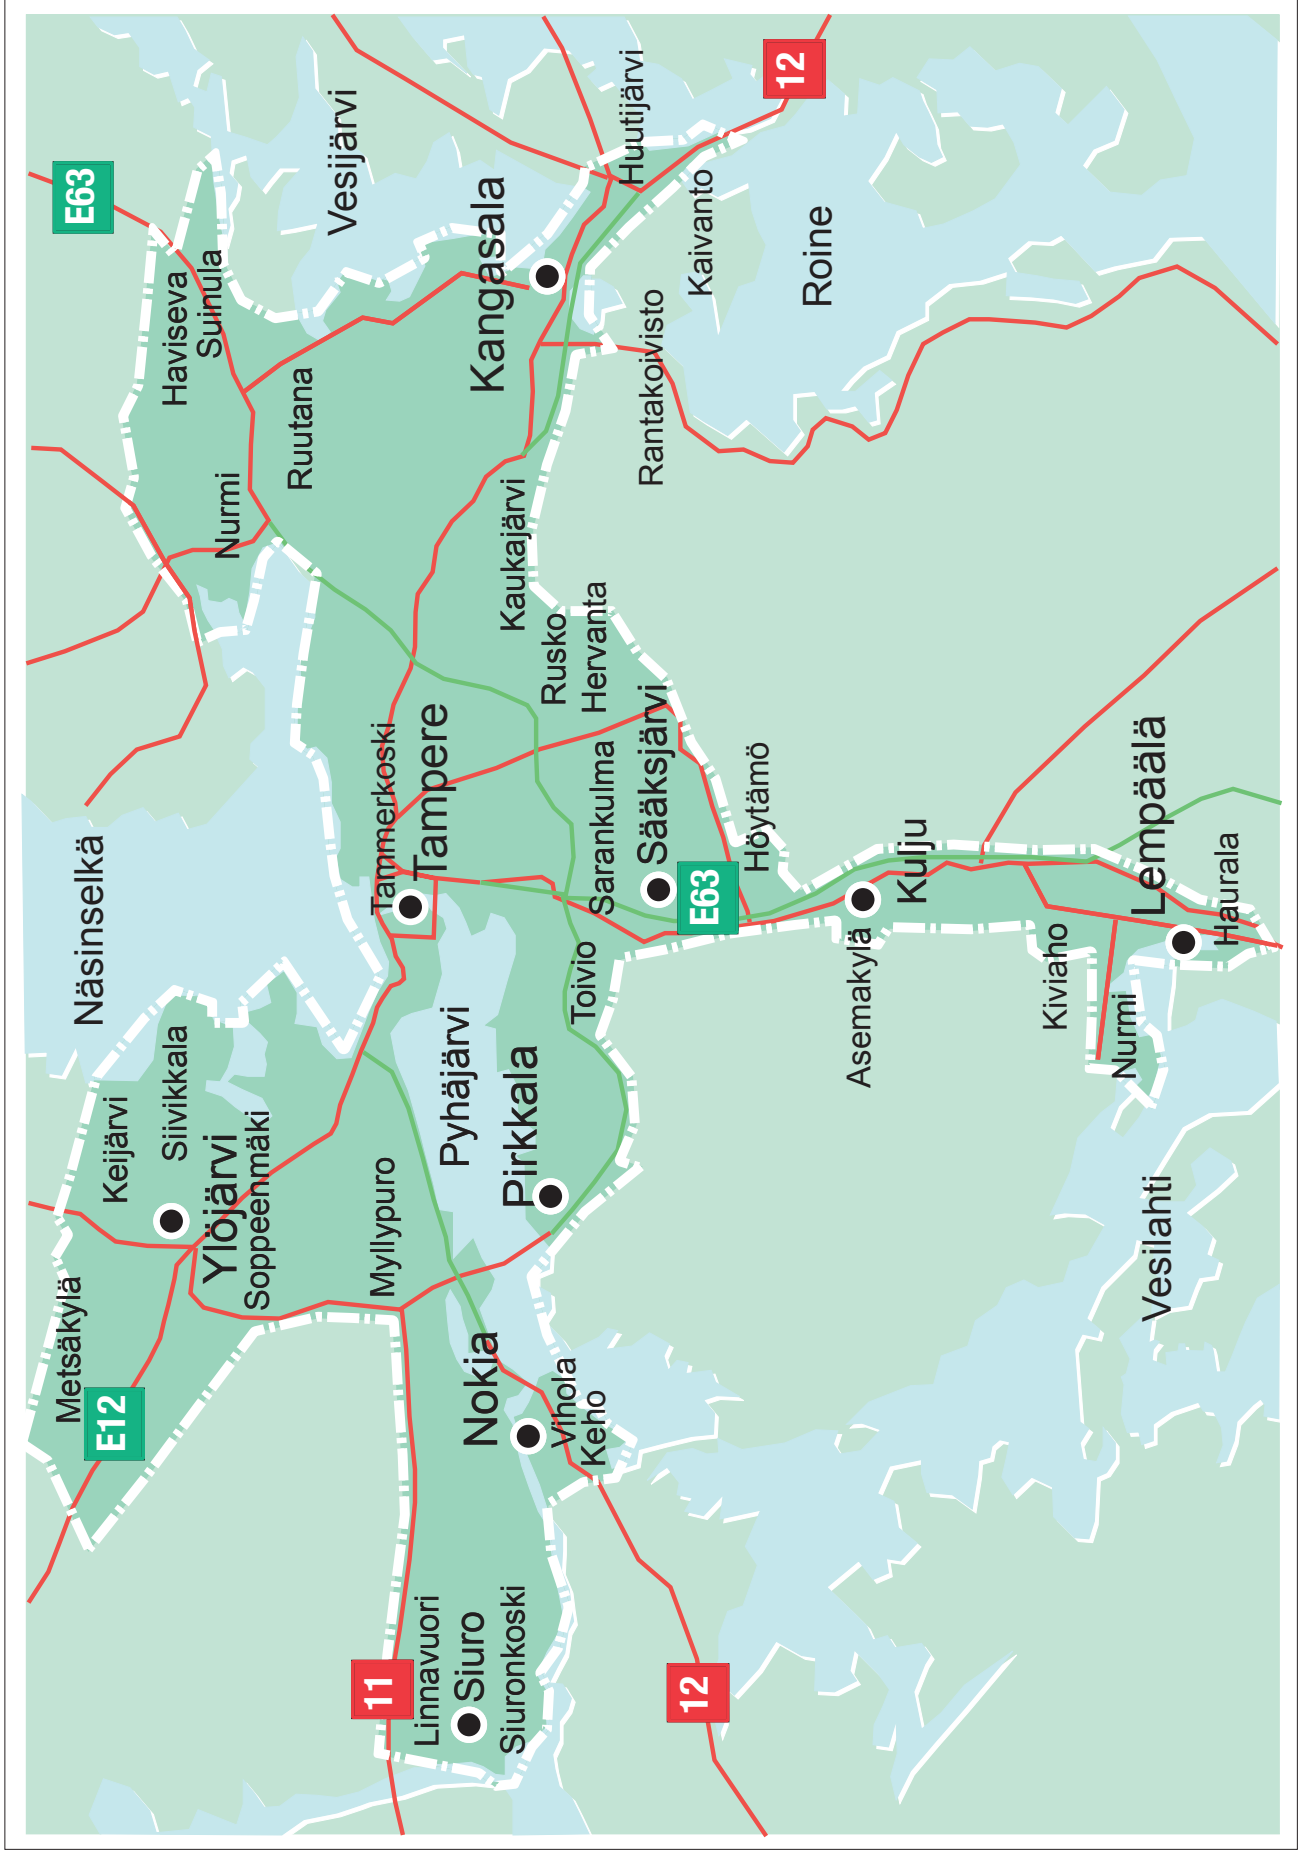 Metsäkylä
E12
Keijärvi
Siivikkala
Ylöjärvi
Soppeenmäki
Näsinselkä
Haviseva
Suinula
E63
Nurmi
Ruutana
Vesijärvi
Myllypuro
Tammerkoski
Tampere
Pyhäjärvi
11
Linnavuori
Siuro
Siuronkoski
Nokia
Vihola
Keho
Pirkkala
Toivio
Sarankulma
Sääksjärvi
E63
Rusko
Hervanta
Kaukajärvi
Kangasala
Huutijärvi
12
Kaivanto
Rantakoivisto
Roine
12
Höytämö
Asemakylä
Kulju
Kiviaho
Nurmi
Lempäälä
Haurala
Vesilahti